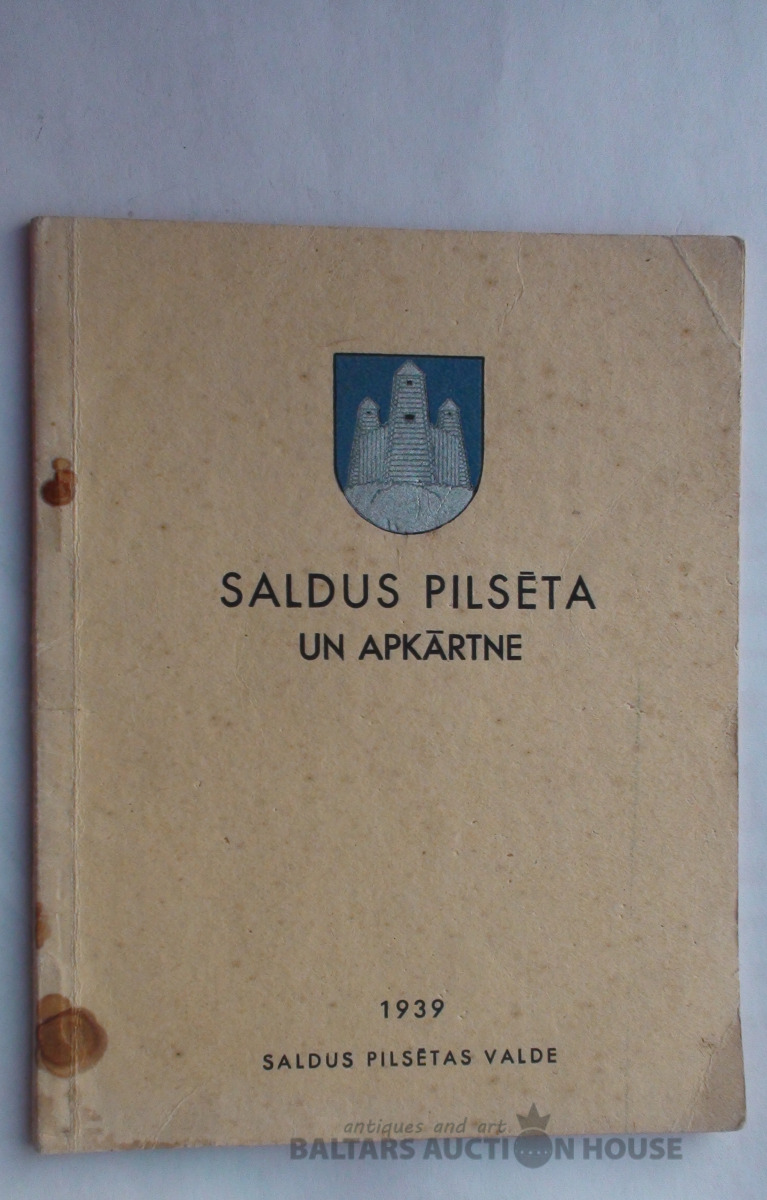 SALDUS PILSĒTA
UN APKĀRTNE
1939
SALDUS PILSĒTAS VALDE
antiques and art
BALTARS AUCTION HOUSE